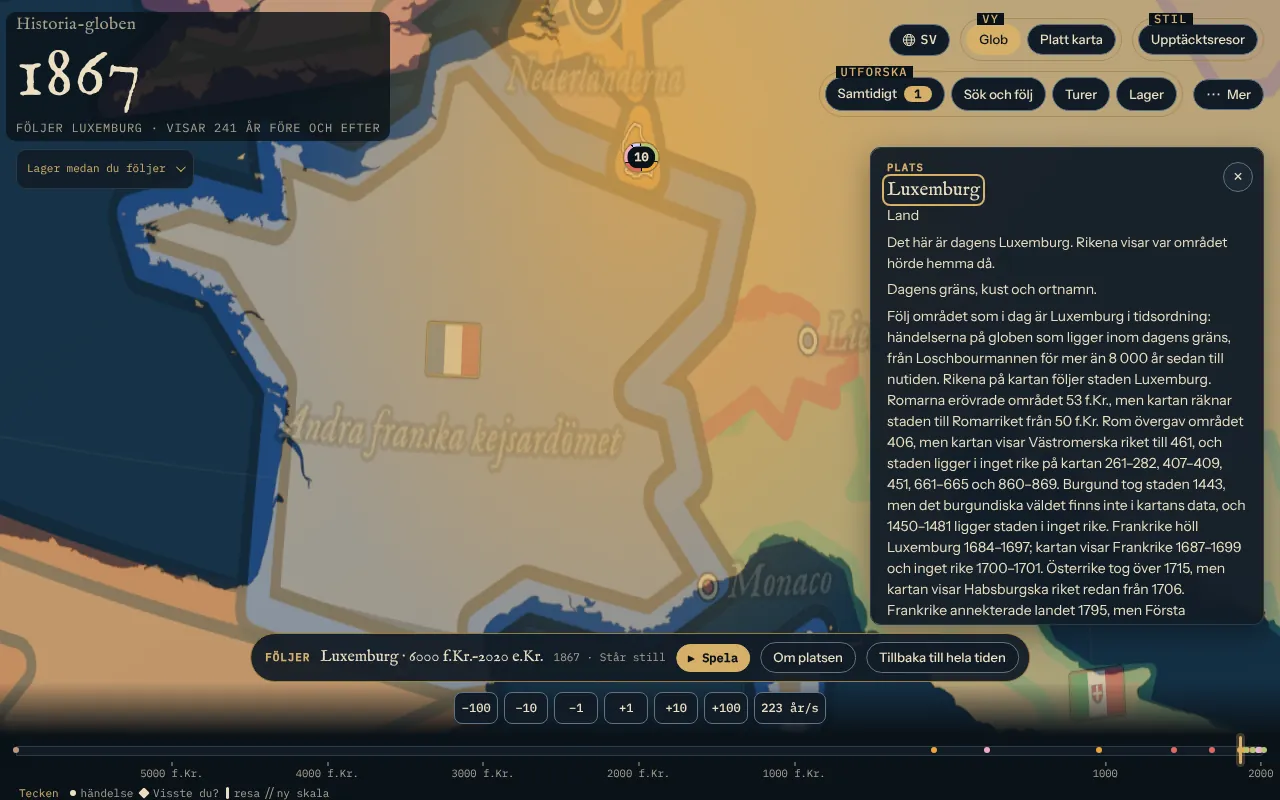 Historia-globen
1867
FÖLJER LUXEMBURG · VISAR 241 ÅR FÖRE OCH EFTER
Lager medan du följer
SV
VY
Glob
Platt karta
STIL
Upptäcktsresor
UTFORSKA
Samtidigt 1
Sök och följ
Turer
Lager
··· Mer
Nederländerna
10
Andra franska kejsardömet
Monaco
PLATS
Luxemburg
×
Land
Det här är dagens Luxemburg. Rikena visar var området
hörde hemma då.
Dagens gräns, kust och ortnamn.
Följ området som i dag är Luxemburg i tidsordning:
händelserna på globen som ligger inom dagens gräns,
från Loschbourmannen för mer än 8 000 år sedan till
nutiden. Rikena på kartan följer staden Luxemburg.
Romarna erövrade området 53 f.Kr., men kartan räknar
staden till Romarriket från 50 f.Kr. Rom övergav området
406, men kartan visar Västromerska riket till 461, och
staden ligger i inget rike på kartan 261–282, 407–409,
451, 661–665 och 860–869. Burgund tog staden 1443,
men det burgundiska väldet finns inte i kartans data, och
1450–1481 ligger staden i inget rike. Frankrike höll
Luxemburg 1684–1697; kartan visar Frankrike 1687–1699
och inget rike 1700–1701. Österrike tog över 1715, men
kartan visar Habsburgska riket redan från 1706.
Frankrike annekterade landet 1795, men Första
FÖLJER Luxemburg · 6000 f.Kr.–2020 e.Kr. 1867 · Står still ▶ Spela Om platsen Tillbaka till hela tiden
−100 −10 −1 +1 +10 +100 223 år/s
5000 f.Kr. 4000 f.Kr. 3000 f.Kr. 2000 f.Kr. 1000 f.Kr. 1000 2000
Tecken händelse Visste du? resa // ny skala